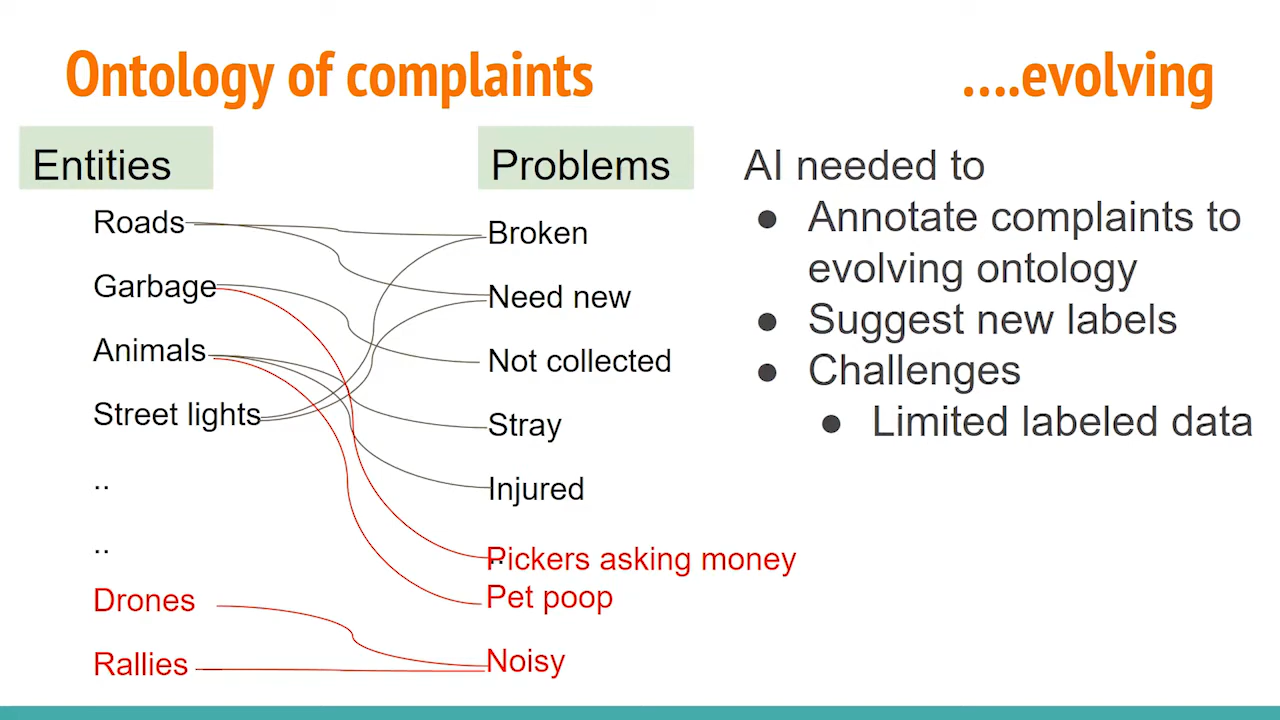 Ontology of complaints
....evolving
Entities
Roads
Garbage
Animals
Street lights
..
..
Drones
Rallies
Problems
Broken
Need new
Not collected
Stray
Injured
..
Pickers asking money
Pet poop
Noisy
AI needed to
● Annotate complaints to
evolving ontology
● Suggest new labels
● Challenges
● Limited labeled data